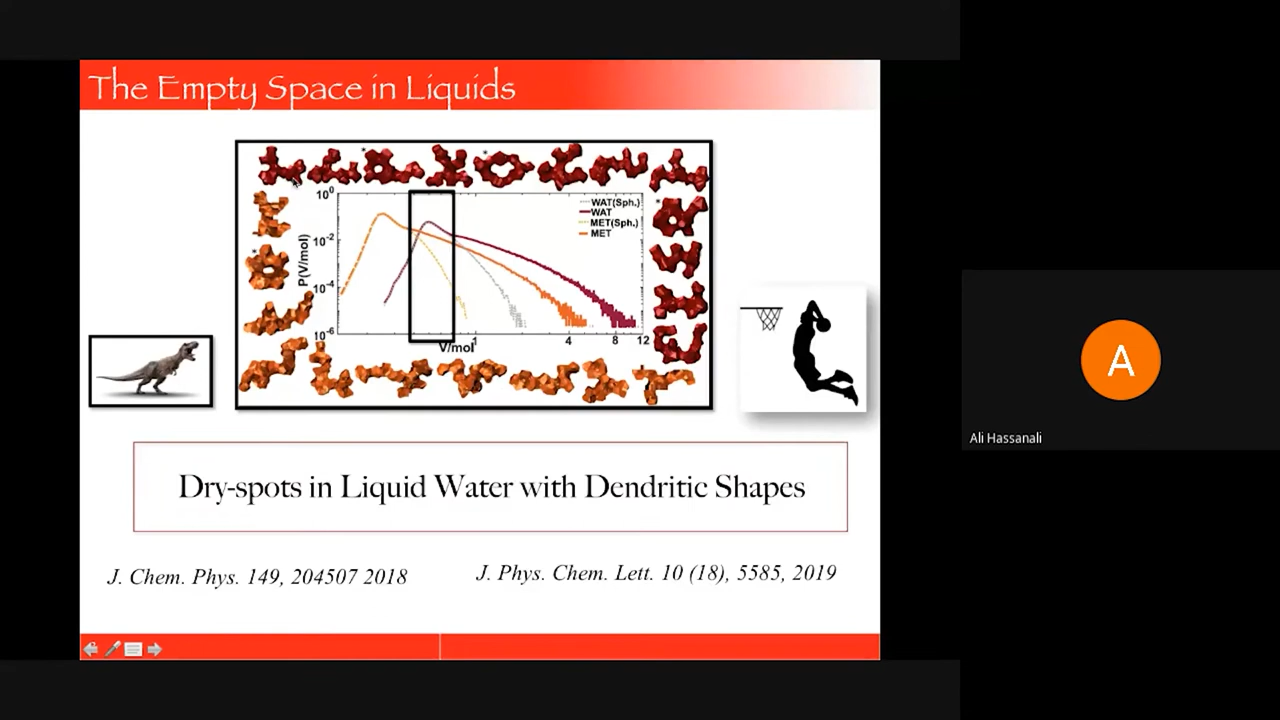 The Empty Space in Liquids
10⁰
10⁻²
10⁻⁴
10⁻⁶
P(V/mol)
WAT(Sph.)
WAT
MET(Sph.)
MET
1
4
8
12
V/mol
Dry-spots in Liquid Water with Dendritic Shapes
J. Chem. Phys. 149, 204507 2018
J. Phys. Chem. Lett. 10 (18), 5585, 2019
A
Ali Hassanali